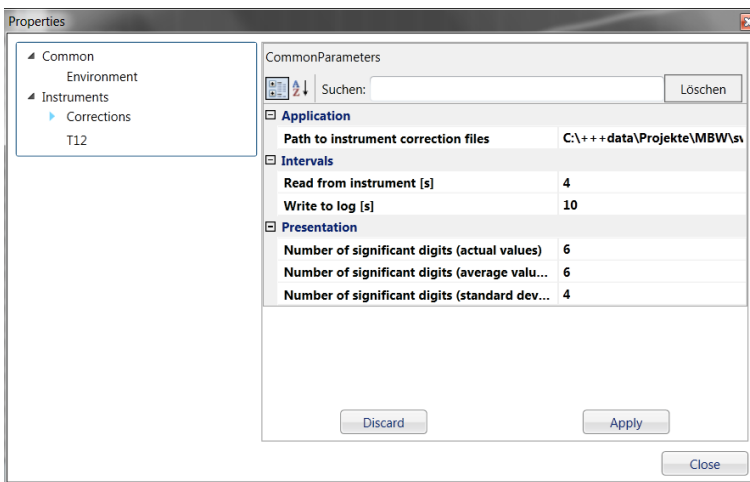 Properties
Common
Environment
Instruments
Corrections
T12
CommonParameters
Suchen: Löschen
Application
Path to instrument correction files C:\+++data\Projekte\MBW\sv
Intervals
Read from instrument [s] 4
Write to log [s] 10
Presentation
Number of significant digits (actual values) 6
Number of significant digits (average valu... 6
Number of significant digits (standard dev... 4
Discard Apply
Close